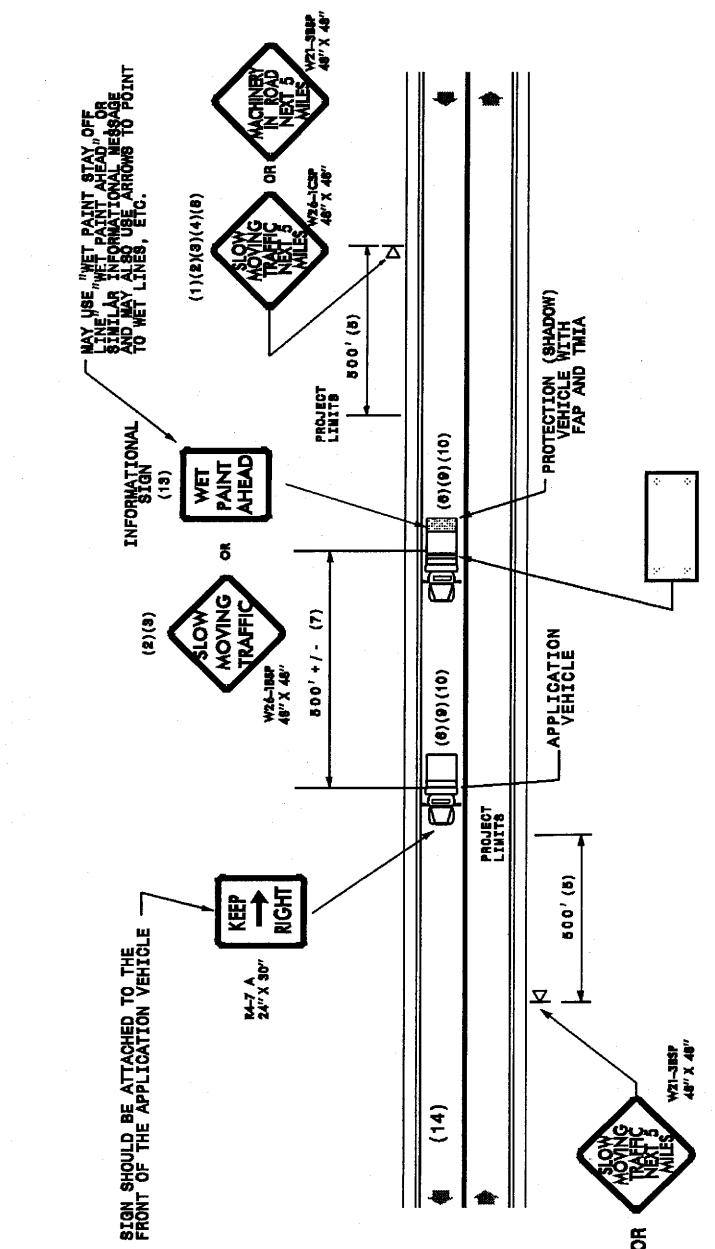 MAY USE "WET PAINT STAY OFF
LINE" "WET PAINT AHEAD" OR
SIMILAR INFORMATIONAL MESSAGE
AND MAY ALSO USE ARROWS TO POINT
TO WET LINES, ETC.
(1)(2)(3)(4)(8)
SLOW
MOVING
TRAFFIC
NEXT 5
MILES
W26-1CSP
48" X 48"
OR
MACHINERY
IN ROAD
NEXT 5
MILES
W21-3BSP
48" X 48"
INFORMATIONAL
SIGN
(13)
WET
PAINT
AHEAD
OR
(2)(3)
SLOW
MOVING
TRAFFIC
W26-1BSP
48" X 48"
500' +/- (7)
PROJECT
LIMITS
500' (5)
SIGN SHOULD BE ATTACHED TO THE
FRONT OF THE APPLICATION VEHICLE
KEEP
RIGHT
R4-7 A
24" X 30"
(14)
(6)(9)(10)
(6)(9)(10)
PROJECT
LIMITS
500' (5)
APPLICATION
VEHICLE
PROTECTION (SHADOW)
VEHICLE WITH
FAP AND TMIA
SLOW
MOVING
TRAFFIC
NEXT 5
MILES
W21-3BSP
48" X 48"
OR